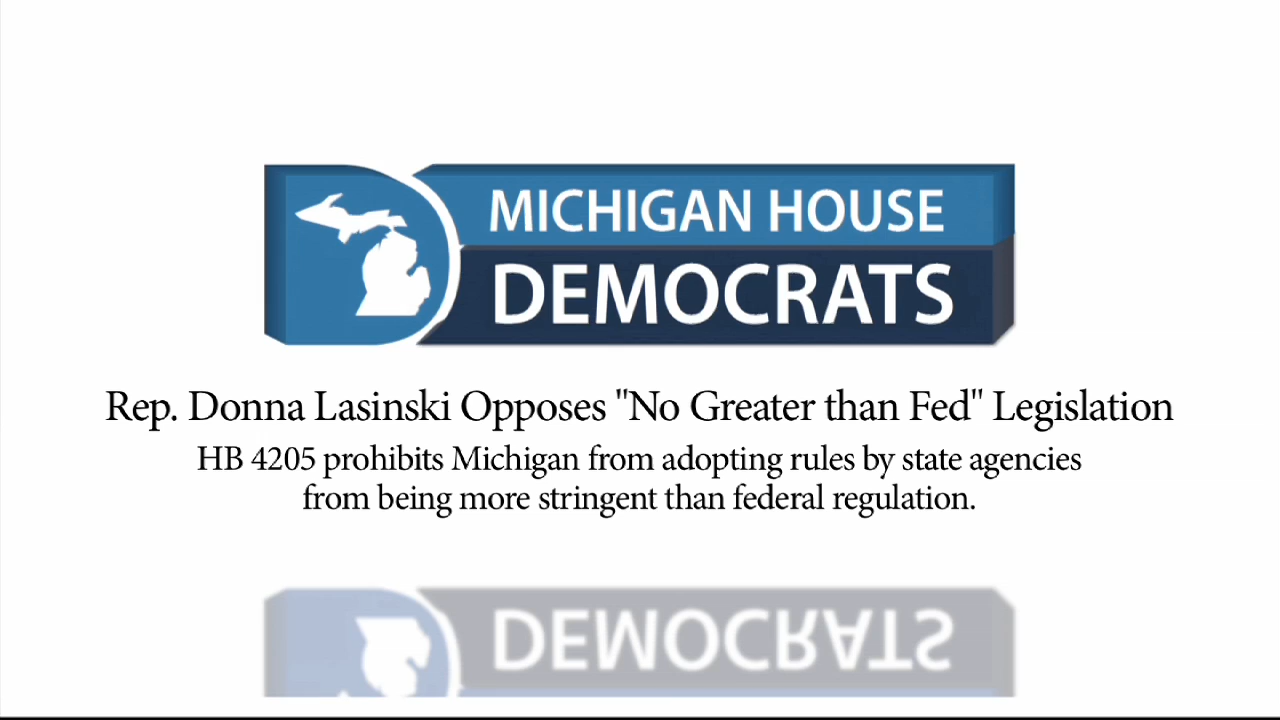 MICHIGAN HOUSE
DEMOCRATS
Rep. Donna Lasinski Opposes "No Greater than Fed" Legislation
HB 4205 prohibits Michigan from adopting rules by state agencies
from being more stringent than federal regulation.
DEMOCRATS